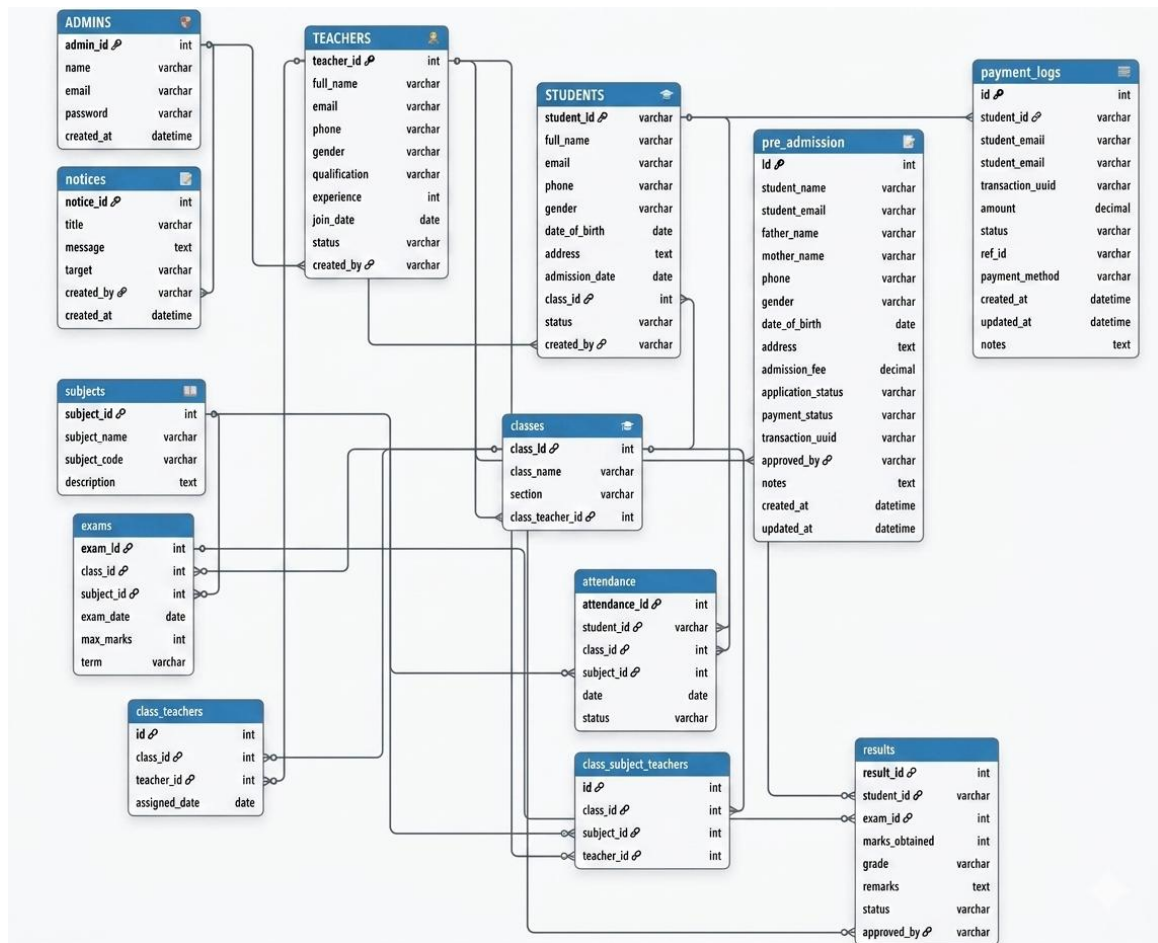 ADMINS
admin_id int
name varchar
email varchar
password varchar
created_at datetime
notices
notice_id int
title varchar
message text
target varchar
created_by varchar
created_at datetime
TEACHERS
teacher_id int
full_name varchar
email varchar
phone varchar
gender varchar
qualification varchar
experience int
join_date date
status varchar
created_by varchar
STUDENTS
student_Id varchar
full_name varchar
email varchar
phone varchar
gender varchar
date_of_birth date
address text
admission_date date
class_id int
status varchar
created_by varchar
pre_admission
Id int
student_name varchar
student_email varchar
father_name varchar
mother_name varchar
phone varchar
gender varchar
date_of_birth date
address text
admission_fee decimal
application_status varchar
payment_status varchar
transaction_uuid varchar
approved_by varchar
notes text
created_at datetime
updated_at datetime
payment_logs
id int
student_id varchar
student_email varchar
student_email varchar
transaction_uuid varchar
amount decimal
status varchar
ref_id varchar
payment_method varchar
created_at datetime
updated_at datetime
notes text
subjects
subject_id int
subject_name varchar
subject_code varchar
description text
exams
exam_Id int
class_id int
subject_id int
exam_date date
max_marks int
term varchar
class_teachers
id int
class_id int
teacher_id int
assigned_date date
classes
class_Id int
class_name varchar
section varchar
class_teacher_id int
attendance
attendance_Id int
student_id varchar
class_id int
subject_id int
date date
status varchar
class_subject_teachers
id int
class_id int
subject_id int
teacher_id int
results
result_id int
student_id varchar
exam_id int
marks_obtained int
grade varchar
remarks text
status varchar
approved_by varchar